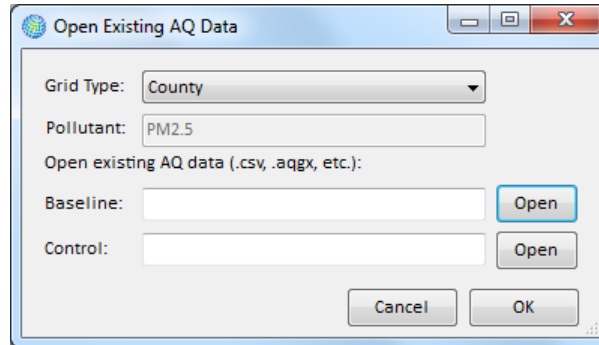 Open Existing AQ Data
Grid Type: County
Pollutant: PM2.5
Open existing AQ data (.csv, .aqgx, etc.):
Baseline: Open
Control: Open
Cancel OK